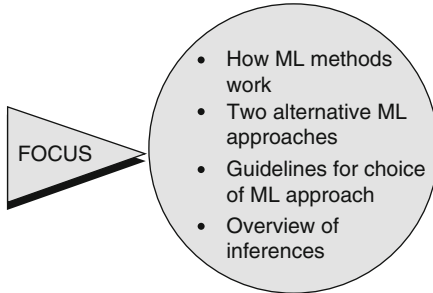 FOCUS
• How ML methods
work
• Two alternative ML
approaches
• Guidelines for choice
of ML approach
• Overview of
inferences